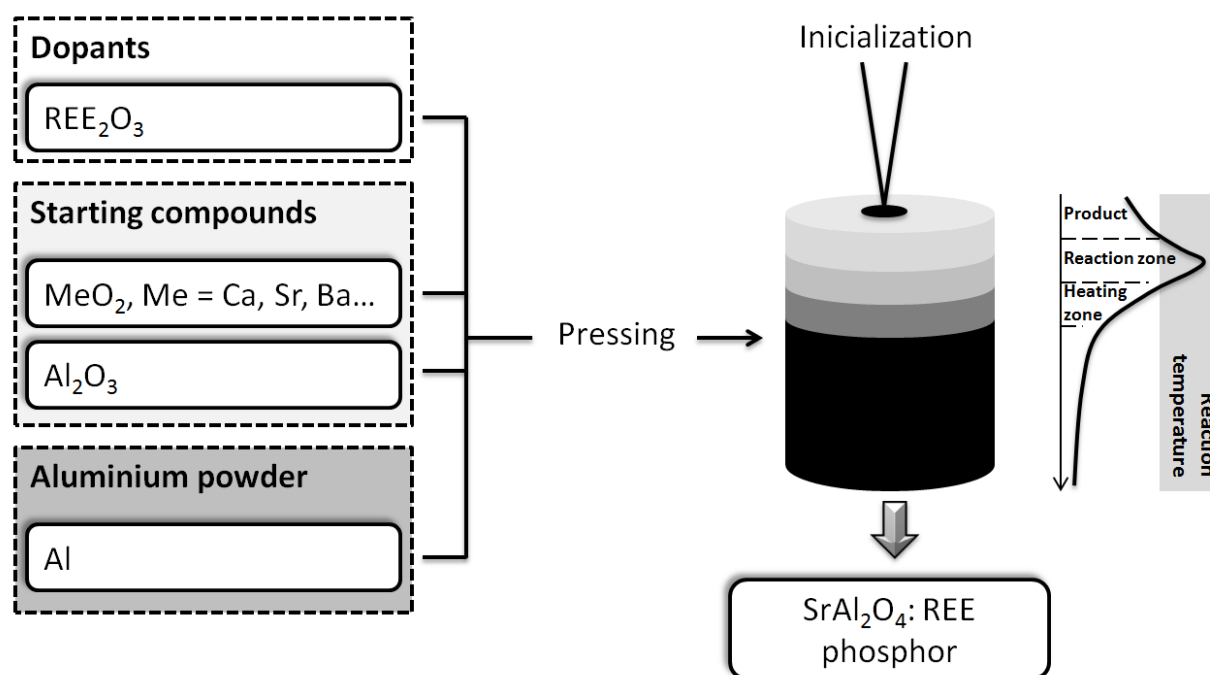 Dopants
REE₂O₃
Starting compounds
MeO₂, Me = Ca, Sr, Ba...
Al₂O₃
Aluminium powder
Al
Pressing
Inicialization
Product
Reaction zone
Heating
zone
Reaction
temperature
SrAl₂O₄: REE
phosphor